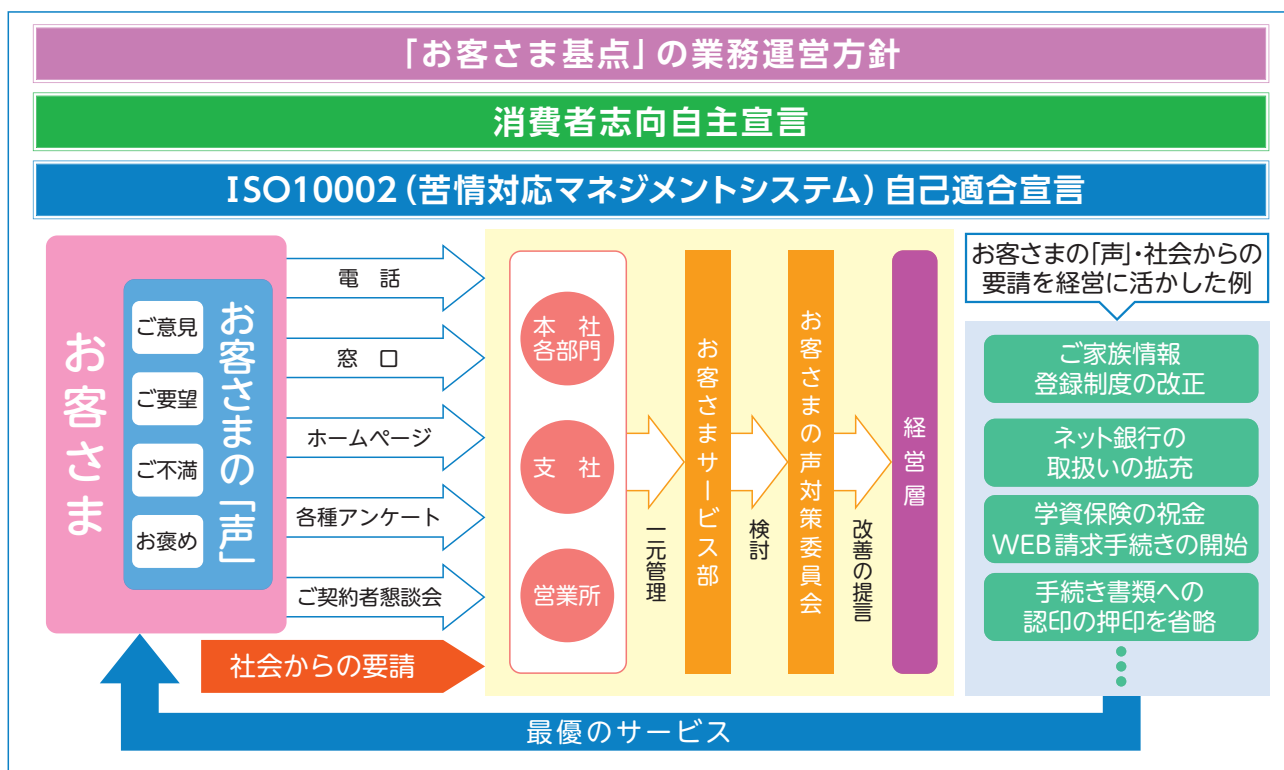 「お客さま基点」の業務運営方針
消費者志向自主宣言
ISO10002(苦情対応マネジメントシステム)自己適合宣言
お客さま
お客さまの「声」
ご意見
ご要望
ご不満
お褒め
電 話
窓 口
ホームページ
各種アンケート
ご契約者懇談会
社会からの要請
本 社
各部門
支 社
営業所
一元管理
お客さまサービス部
検討
お客さまの声対策委員会
改善の提言
経営層
お客さまの「声」・社会からの
要請を経営に活かした例
ご家族情報
登録制度の改正
ネット銀行の
取扱いの拡充
学資保険の祝金
WEB請求手続きの開始
手続き書類への
認印の押印を省略
最優のサービス